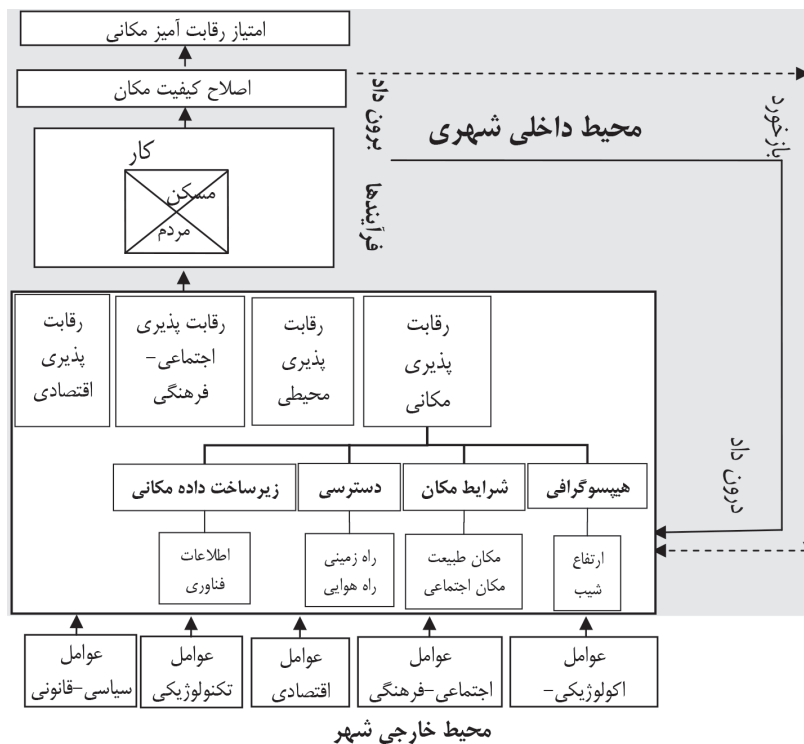 امتیاز رقابت آمیز مکانی
اصلاح کیفیت مکان
برون داد
بازخورد
محیط داخلی شهری
کار
مسکن
مردم
فرآیندها
رقابت
پذیری
مکانی
رقابت
پذیری
محیطی
رقابت پذیری
اجتماعی-
فرهنگی
رقابت
پذیری
اقتصادی
درون داد
هیپسوگرافی
شرایط مکان
دسترسی
زیرساخت داده مکانی
ارتفاع
شیب
مکان طبیعت
مکان اجتماعی
راه زمینی
راه هوایی
اطلاعات
فناوری
عوامل
اکولوژیکی-
عوامل
اجتماعی-فرهنگی
عوامل
اقتصادی
عوامل
تکنولوژیکی
عوامل
سیاسی-قانونی
محیط خارجی شهر